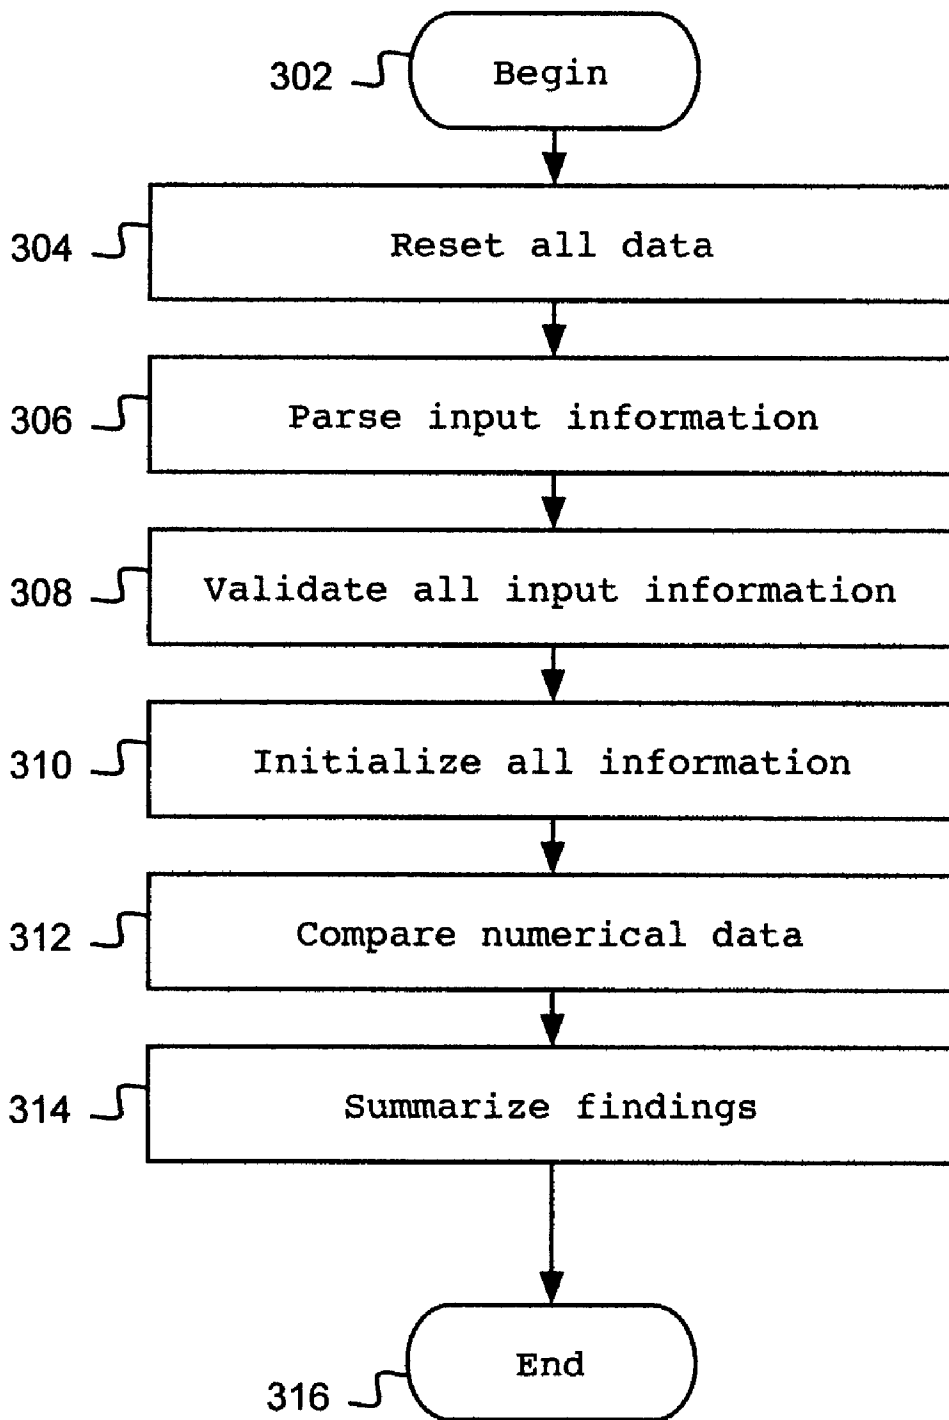 302 Begin
304 Reset all data
306 Parse input information
308 Validate all input information
310 Initialize all information
312 Compare numerical data
314 Summarize findings
End
316